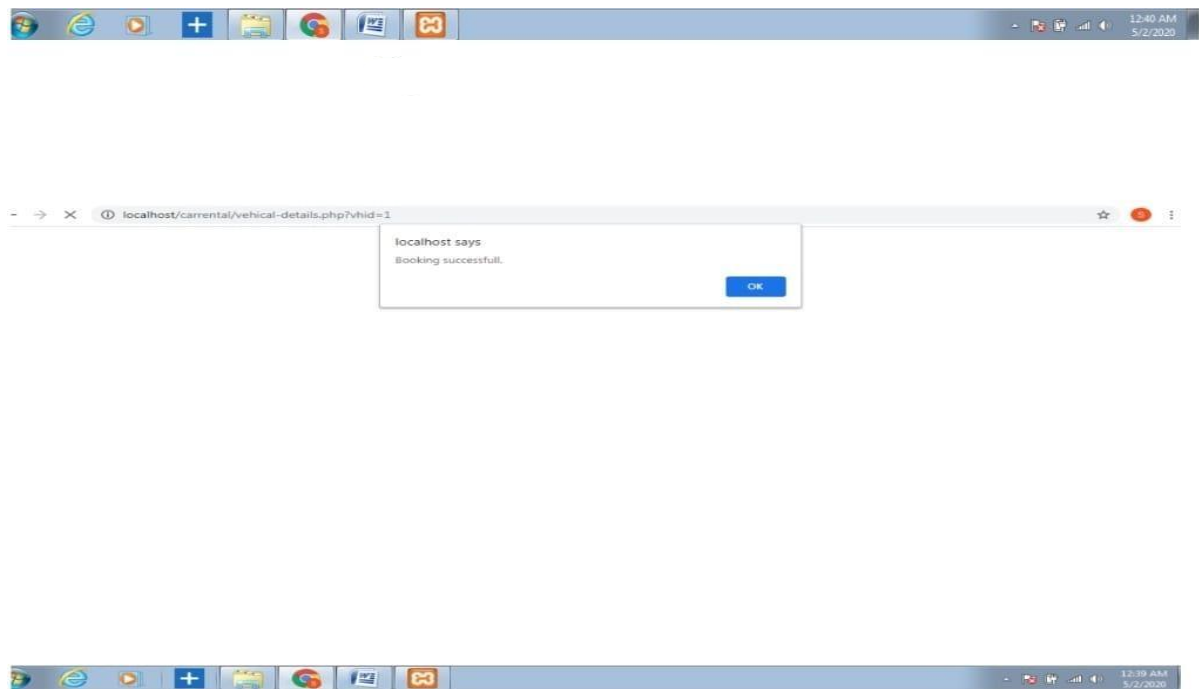 12:40 AM
5/2/2020
localhost/carrental/vehical-details.php?vhid=1
S
localhost says
Booking successfull.
OK
12:39 AM
5/2/2020